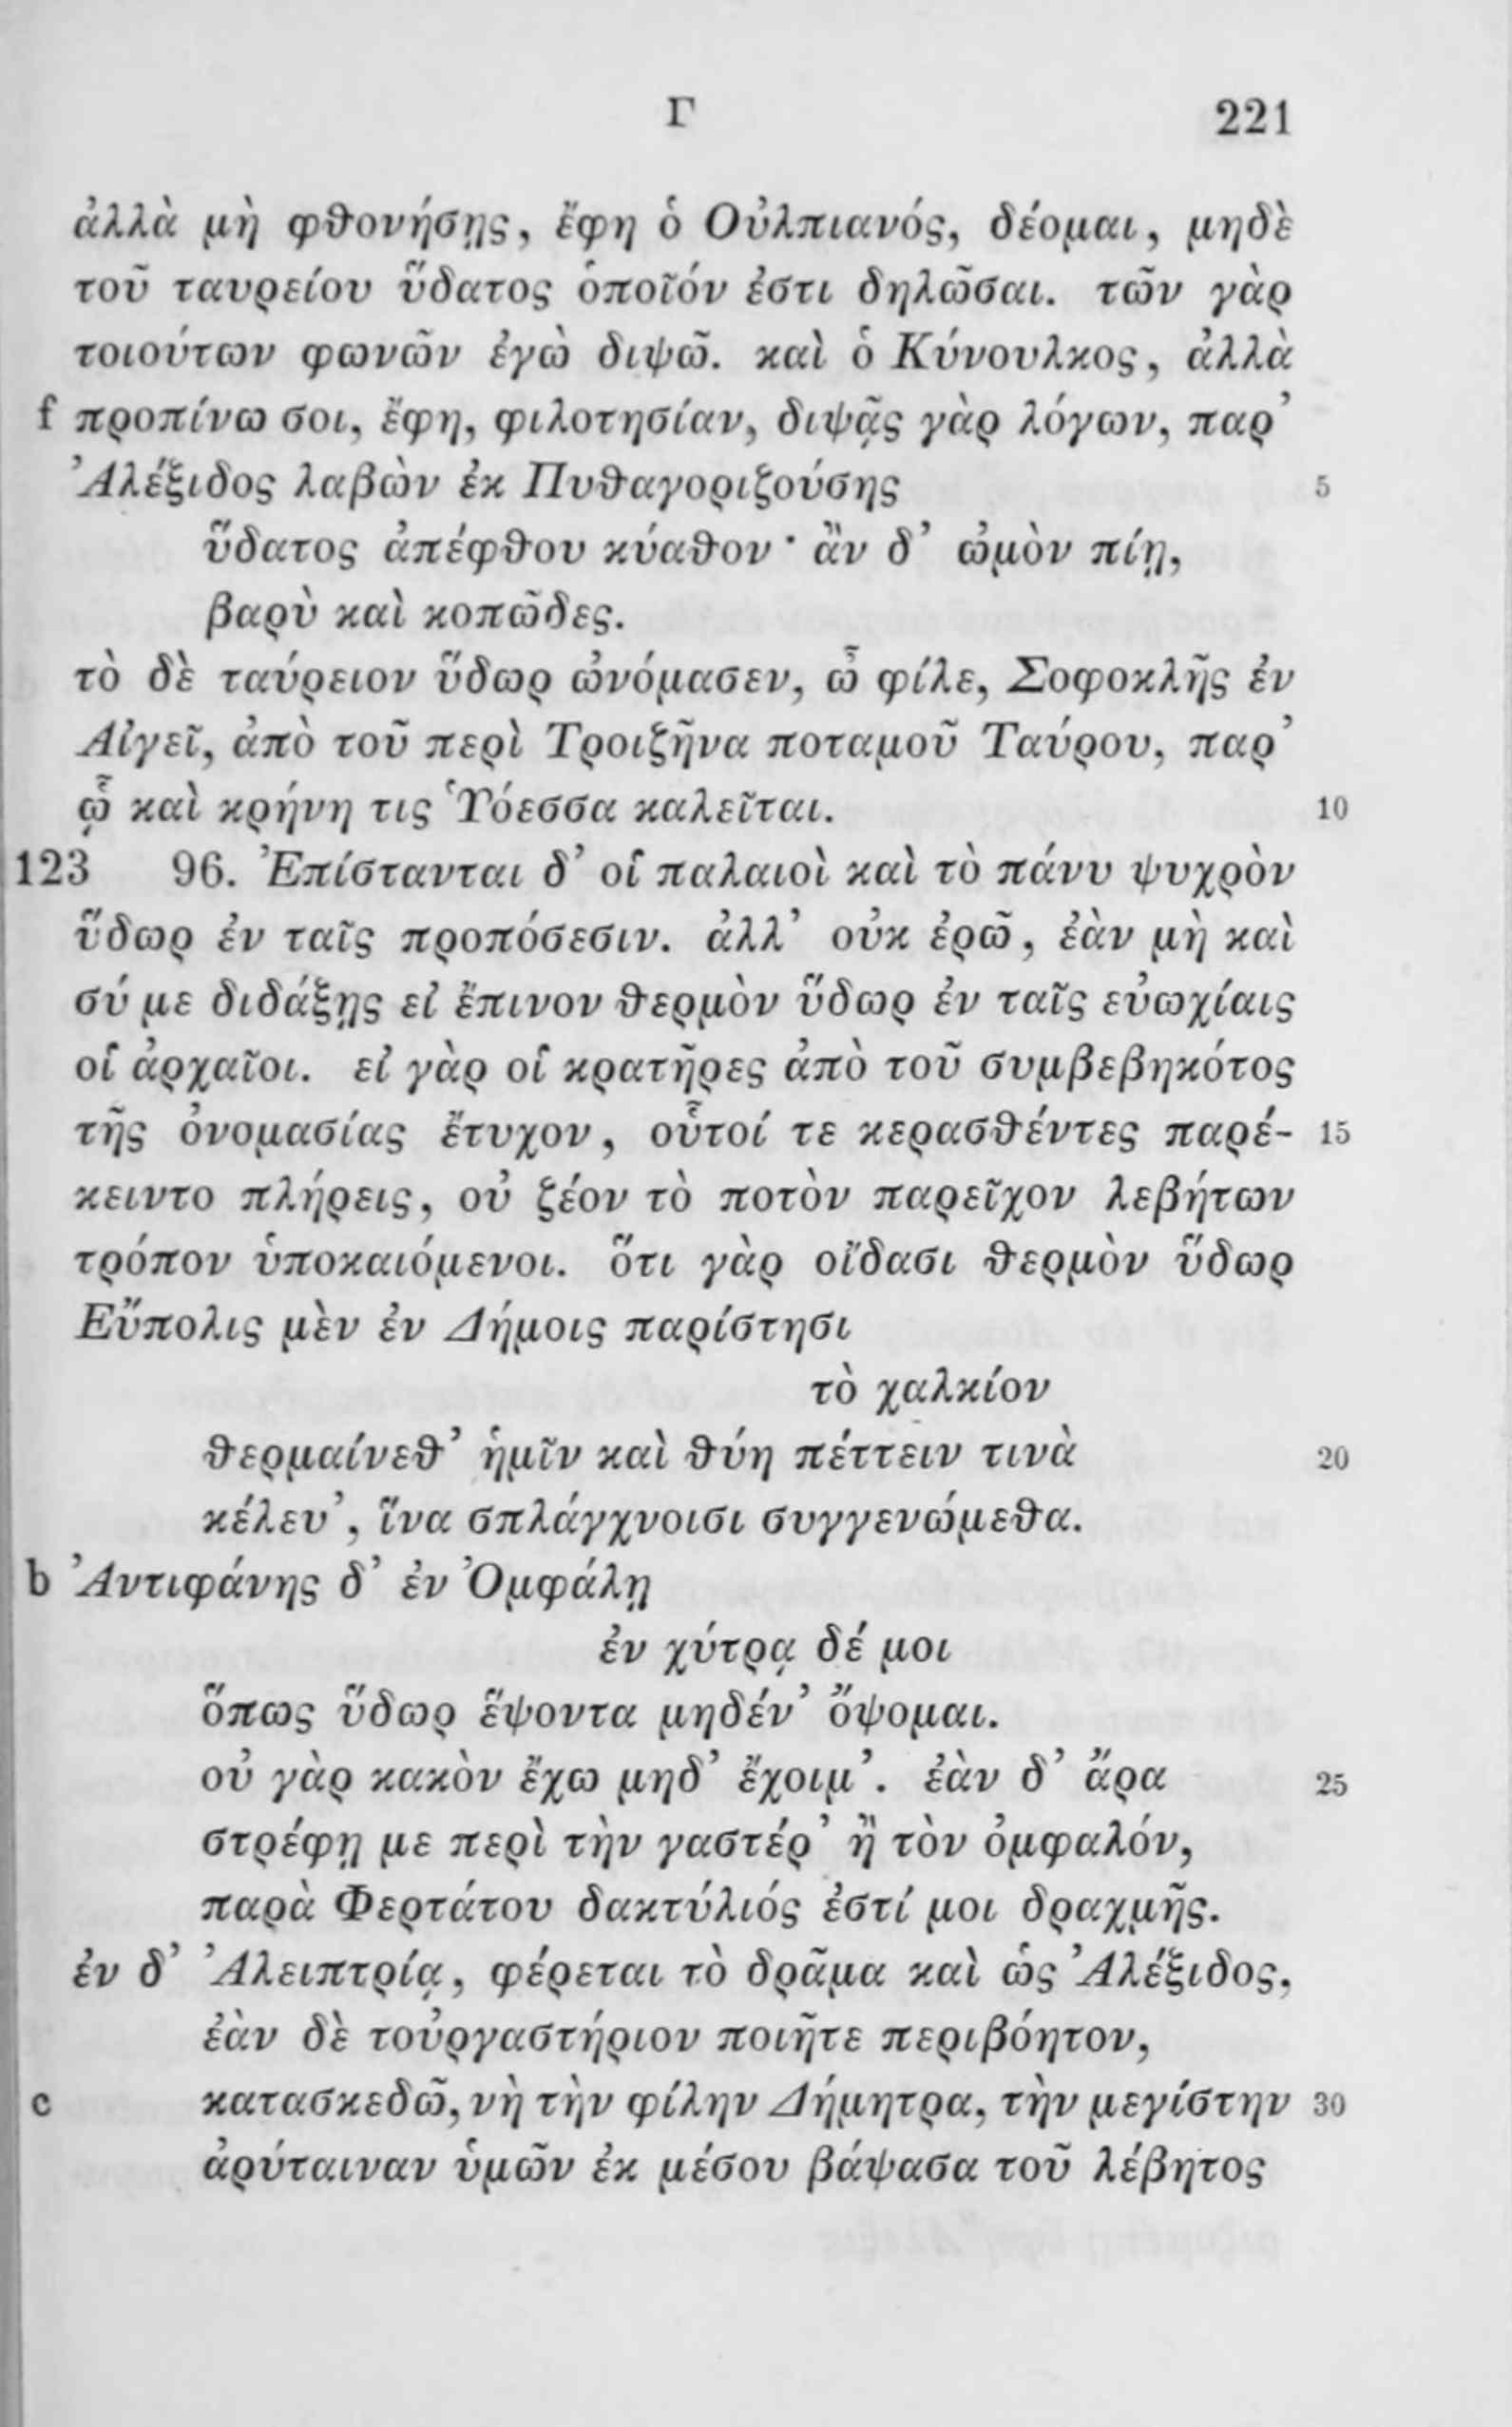 Γ 221
ἀλλὰ μὴ φθονήσῃς, ἔφη ὁ Οὐλπιανός, δέομαι, μηδὲ
τοῦ ταυρείου ὕδατος ὁποῖόν ἐστι δηλῶσαι. τῶν γὰρ
τοιούτων φωνῶν ἐγὼ διψῶ. καὶ ὁ Κύνουλκος, ἀλλὰ
f προπίνω σοι, ἔφη, φιλοτησίαν, διψᾷς γὰρ λόγων, παρ’
Ἀλέξιδος λαβὼν ἐκ Πυθαγοριζούσης 5
ὕδατος ἀπέφθου κύαθον· ἂν δ’ ὠμὸν πίῃ,
βαρὺ καὶ κοπῶδες.
τὸ δὲ ταύρειον ὕδωρ ὠνόμασεν, ὦ φίλε, Σοφοκλῆς ἐν
Αἰγεῖ, ἀπὸ τοῦ περὶ Τροιζῆνα ποταμοῦ Ταύρου, παρ’
ᾧ καὶ κρήνη τις Ὑόεσσα καλεῖται. 10
123 96. Ἐπίστανται δ’ οἱ παλαιοὶ καὶ τὸ πάνυ ψυχρὸν
ὕδωρ ἐν ταῖς προπόσεσιν. ἀλλ’ οὐκ ἐρῶ, ἐὰν μὴ καὶ
σύ με διδάξῃς εἰ ἔπινον θερμὸν ὕδωρ ἐν ταῖς εὐωχίαις
οἱ ἀρχαῖοι. εἰ γὰρ οἱ κρατῆρες ἀπὸ τοῦ συμβεβηκότος
τῆς ὀνομασίας ἔτυχον, οὗτοί τε κερασθέντες παρέ- 15
κειντο πλήρεις, οὐ ζέον τὸ ποτὸν παρεῖχον λεβήτων
τρόπον ὑποκαιόμενοι. ὅτι γὰρ οἴδασι θερμὸν ὕδωρ
Εὔπολις μὲν ἐν Δήμοις παρίστησι
τὸ χαλκίον
θερμαίνεθ’ ἡμῖν καὶ θύη πέττειν τινὰ 20
κέλευ’, ἵνα σπλάγχνοισι συγγενώμεθα.
b Ἀντιφάνης δ’ ἐν Ὀμφάλῃ
ἐν χύτρᾳ δέ μοι
ὅπως ὕδωρ ἕψοντα μηδέν’ ὄψομαι.
οὐ γὰρ κακὸν ἔχω μηδ’ ἔχοιμ’. ἐὰν δ’ ἄρα 25
στρέφῃ με περὶ τὴν γαστέρ’ ἢ τὸν ὀμφαλόν,
παρὰ Φερτάτου δακτύλιός ἐστί μοι δραχμῆς.
ἐν δ’ Ἀλειπτρίᾳ, φέρεται τὸ δρᾶμα καὶ ὡς Ἀλέξιδος,
ἐὰν δὲ τοὐργαστήριον ποιῆτε περιβόητον,
c κατασκεδῶ, νὴ τὴν φίλην Δήμητρα, τὴν μεγίστην 30
ἀρύταιναν ὑμῶν ἐκ μέσου βάψασα τοῦ λέβητος